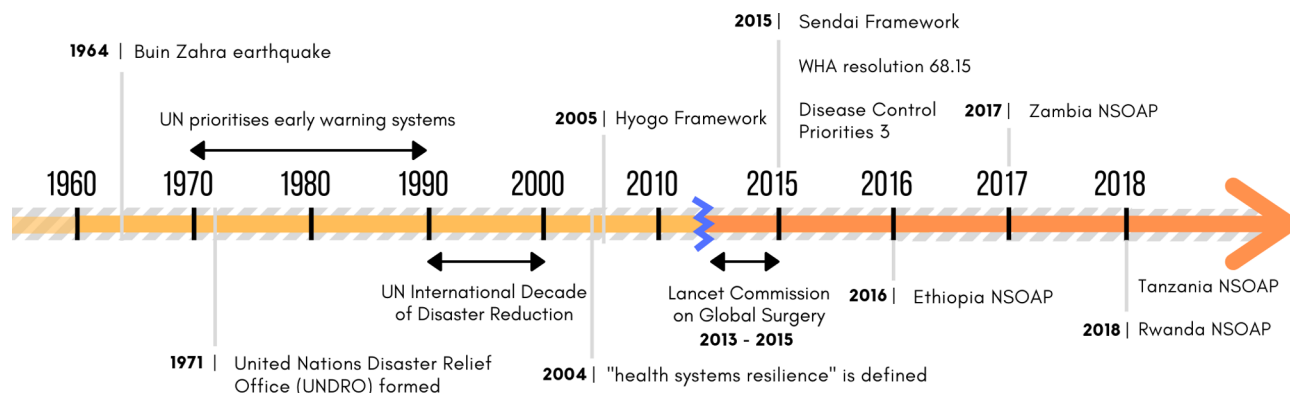 1964 | Buin Zahra earthquake
UN prioritises early warning systems
2005 | Hyogo Framework
2015 | Sendai Framework
WHA resolution 68.15
Disease Control
Priorities 3
2017 | Zambia NSOAP
1960 1970 1980 1990 2000 2010 2015 2016 2017 2018
UN International Decade
of Disaster Reduction
Lancet Commission
on Global Surgery
2013 - 2015
2016 | Ethiopia NSOAP
Tanzania NSOAP
2018 | Rwanda NSOAP
1971 | United Nations Disaster Relief
Office (UNDRO) formed
2004 | "health systems resilience" is defined